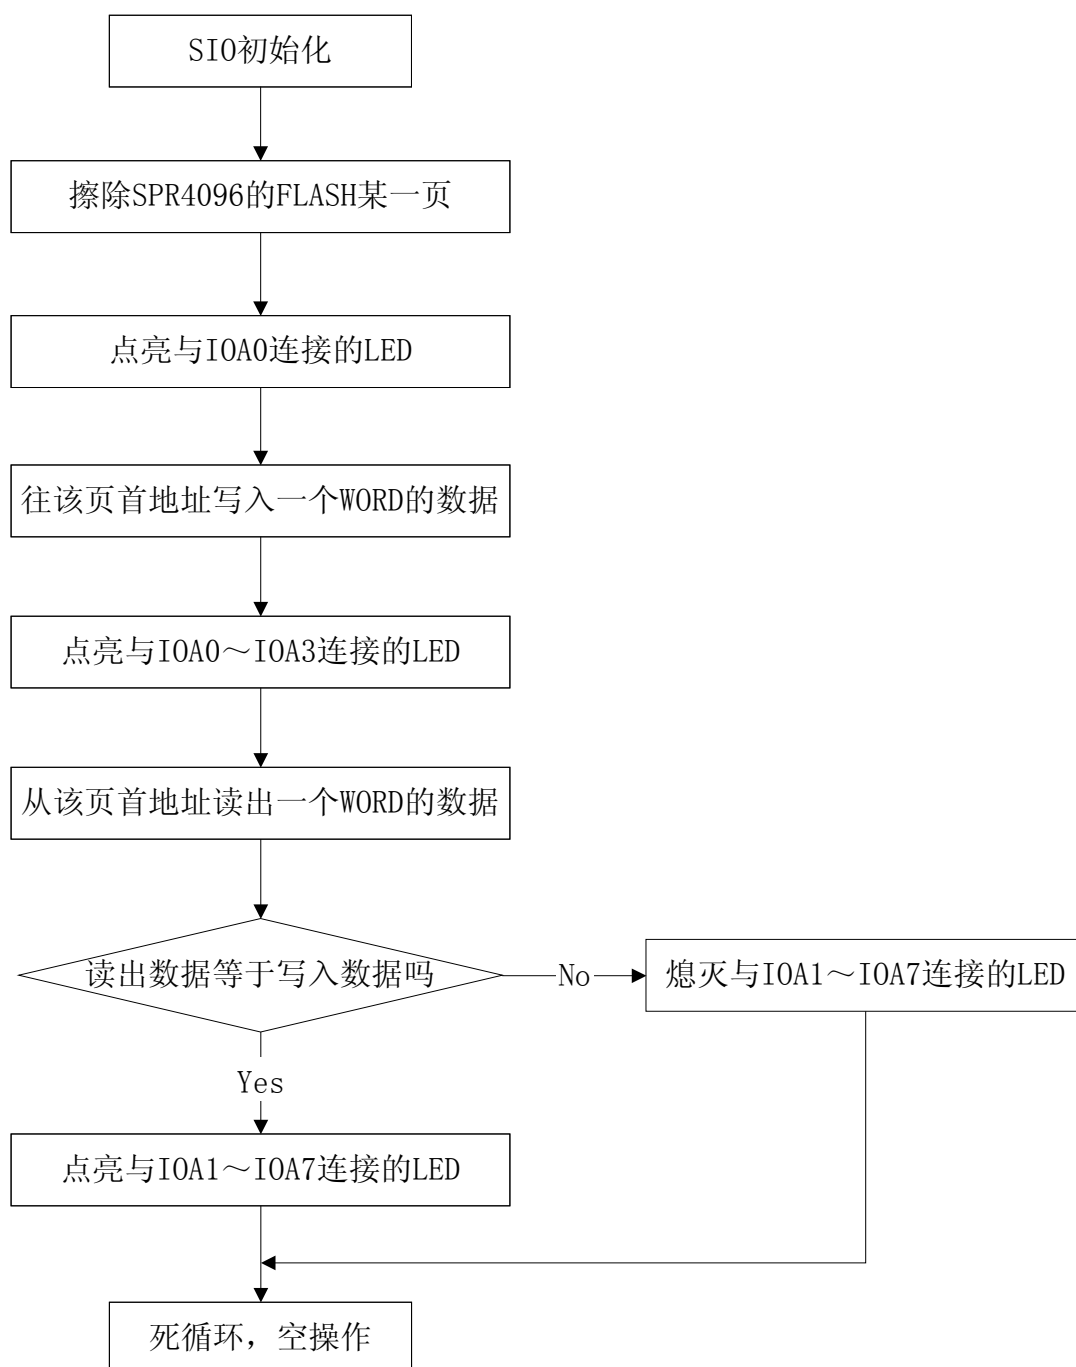 SIO初始化
擦除SPR4096的FLASH某一页
点亮与IOA0连接的LED
往该页首地址写入一个WORD的数据
点亮与IOA0～IOA3连接的LED
从该页首地址读出一个WORD的数据
读出数据等于写入数据吗
No
熄灭与IOA1～IOA7连接的LED
Yes
点亮与IOA1～IOA7连接的LED
死循环，空操作